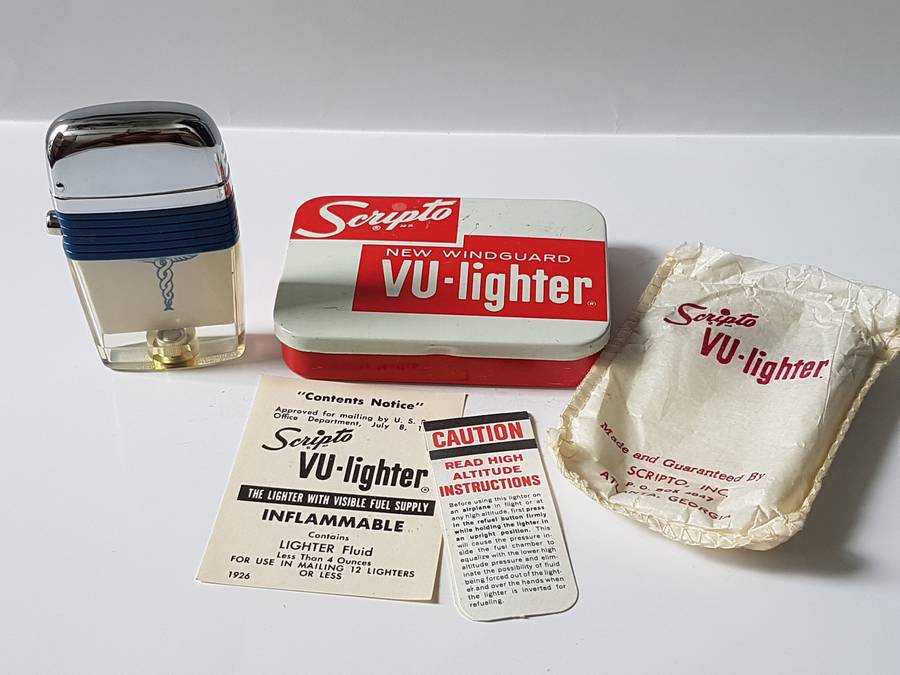 Scripto
®
NEW WINDGUARD
VU-lighter®
"Contents Notice"
Approved for mailing by U. S.
Office Department, July 8, 1
Scripto
VU-lighter®
THE LIGHTER WITH VISIBLE FUEL SUPPLY
INFLAMMABLE
Contains
LIGHTER Fluid
Less Than 4 Ounces
FOR USE IN MAILING 12 LIGHTERS
OR LESS
1926
CAUTION
READ HIGH
ALTITUDE
INSTRUCTIONS
Before using this lighter on
an airplane in flight or at
any high altitude, first press
in the refuel button firmly
while holding the lighter in
an upright position. This
will cause the pressure in-
side the fuel chamber to
equalize with the lower high
altitude pressure and elim-
inate the possibility of fluid
being forced out of the light-
er and over the hands when
the lighter is inverted for
refueling.
Scripto
VU-lighter
Made and Guaranteed By
SCRIPTO, INC.
P. O. BOX 4847
GEORGIA